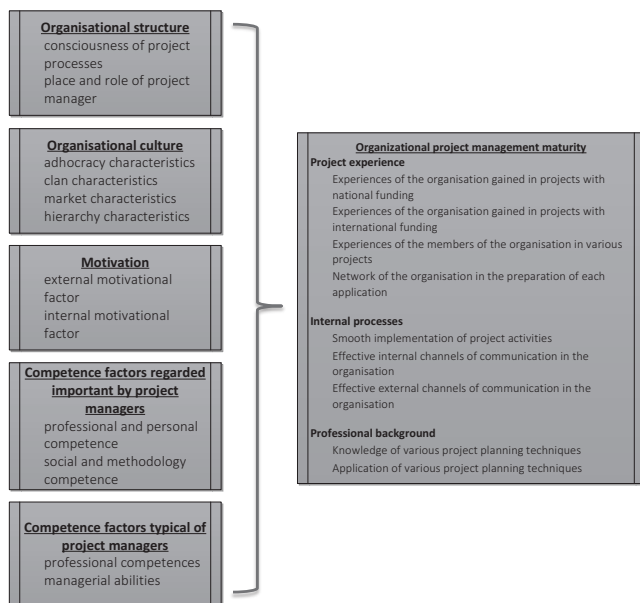 Organisational structure
consciousness of project
processes
place and role of project
manager
Organisational culture
adhocracy characteristics
clan characteristics
market characteristics
hierarchy characteristics
Motivation
external motivational
factor
internal motivational
factor
Competence factors regarded
important by project
managers
professional and personal
competence
social and methodology
competence
Competence factors typical of
project managers
professional competences
managerial abilities
Organizational project management maturity
Project experience
Experiences of the organisation gained in projects with
national funding
Experiences of the organisation gained in projects with
international funding
Experiences of the members of the organisation in various
projects
Network of the organisation in the preparation of each
application
Internal processes
Smooth implementation of project activities
Effective internal channels of communication in the
organisation
Effective external channels of communication in the
organisation
Professional background
Knowledge of various project planning techniques
Application of various project planning techniques